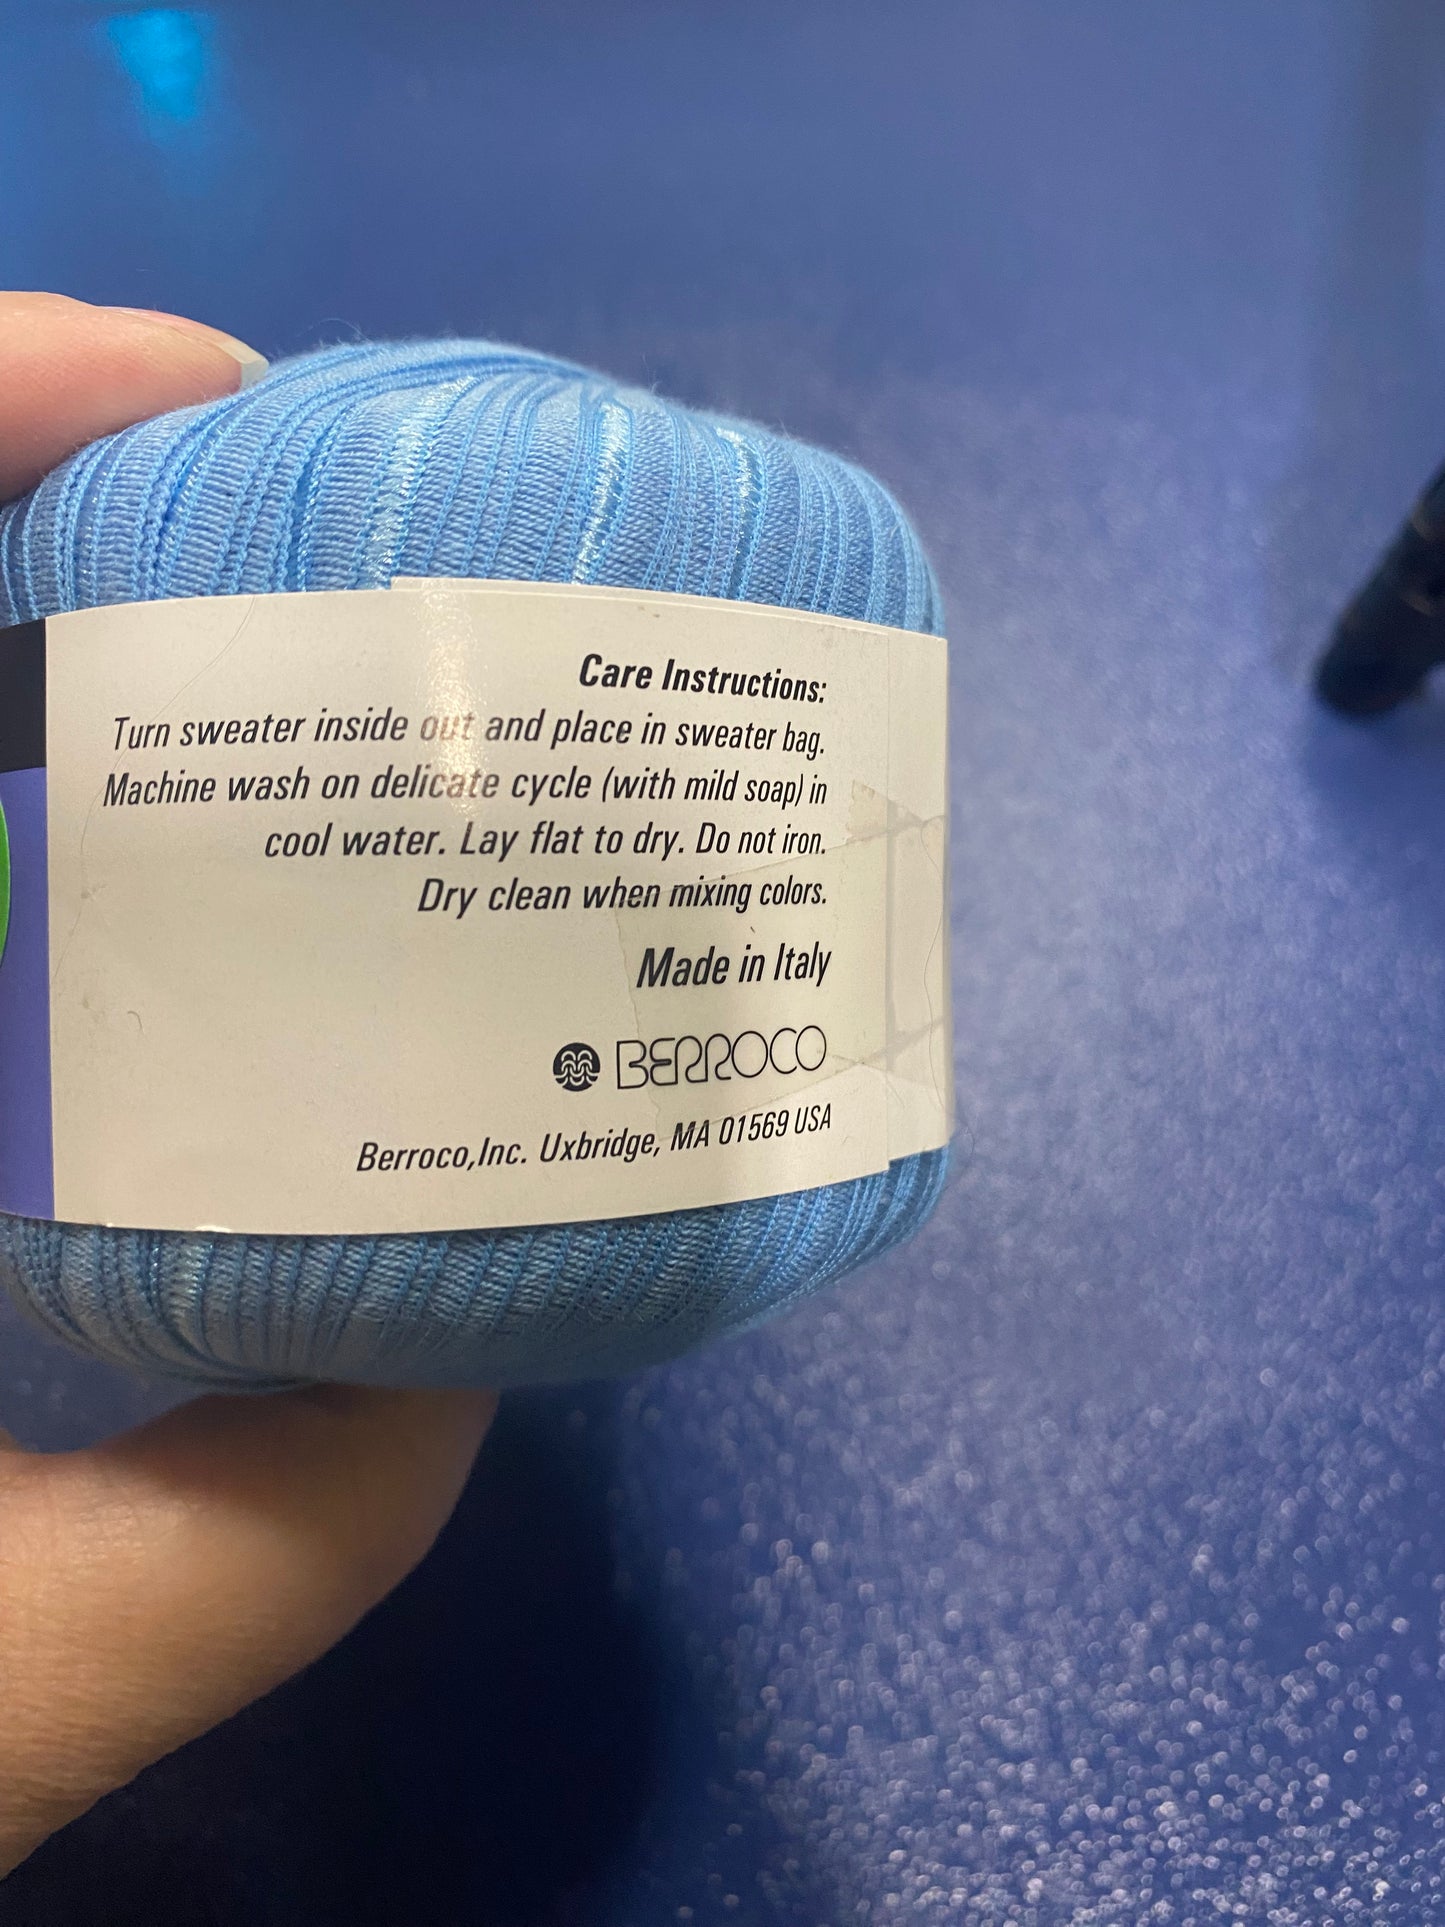 Care Instructions:
Turn sweater inside out and place in sweater bag.
Machine wash on delicate cycle (with mild soap) in
cool water. Lay flat to dry. Do not iron.
Dry clean when mixing colors.
Made in Italy
BERROCO
Berroco,Inc. Uxbridge, MA 01569 USA